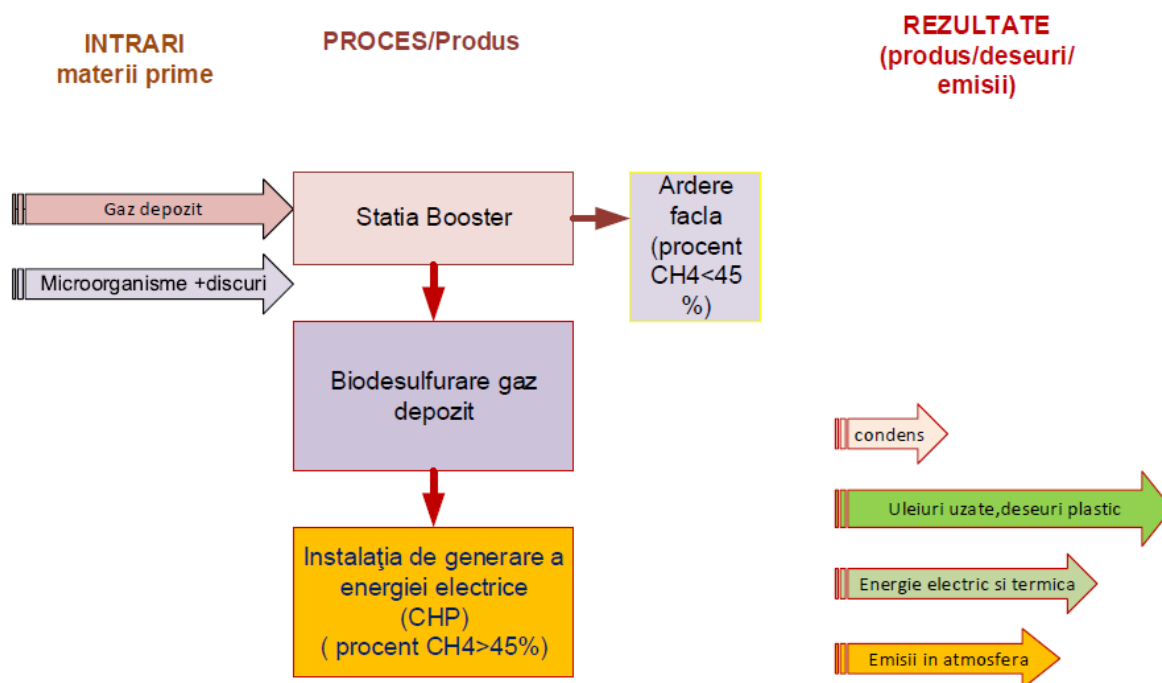 INTRARI
materii prime
PROCES/Produs
REZULTATE
(produs/deseuri/
emisii)
Gaz depozit
Microorganisme +discuri
Statia Booster
Ardere
facla
(procent
CH4<45
%)
Biodesulfurare gaz
depozit
Instalaţia de generare a
energiei electrice
(CHP)
( procent CH4>45%)
condens
Uleiuri uzate,deseuri plastic
Energie electric si termica
Emisii in atmosfera